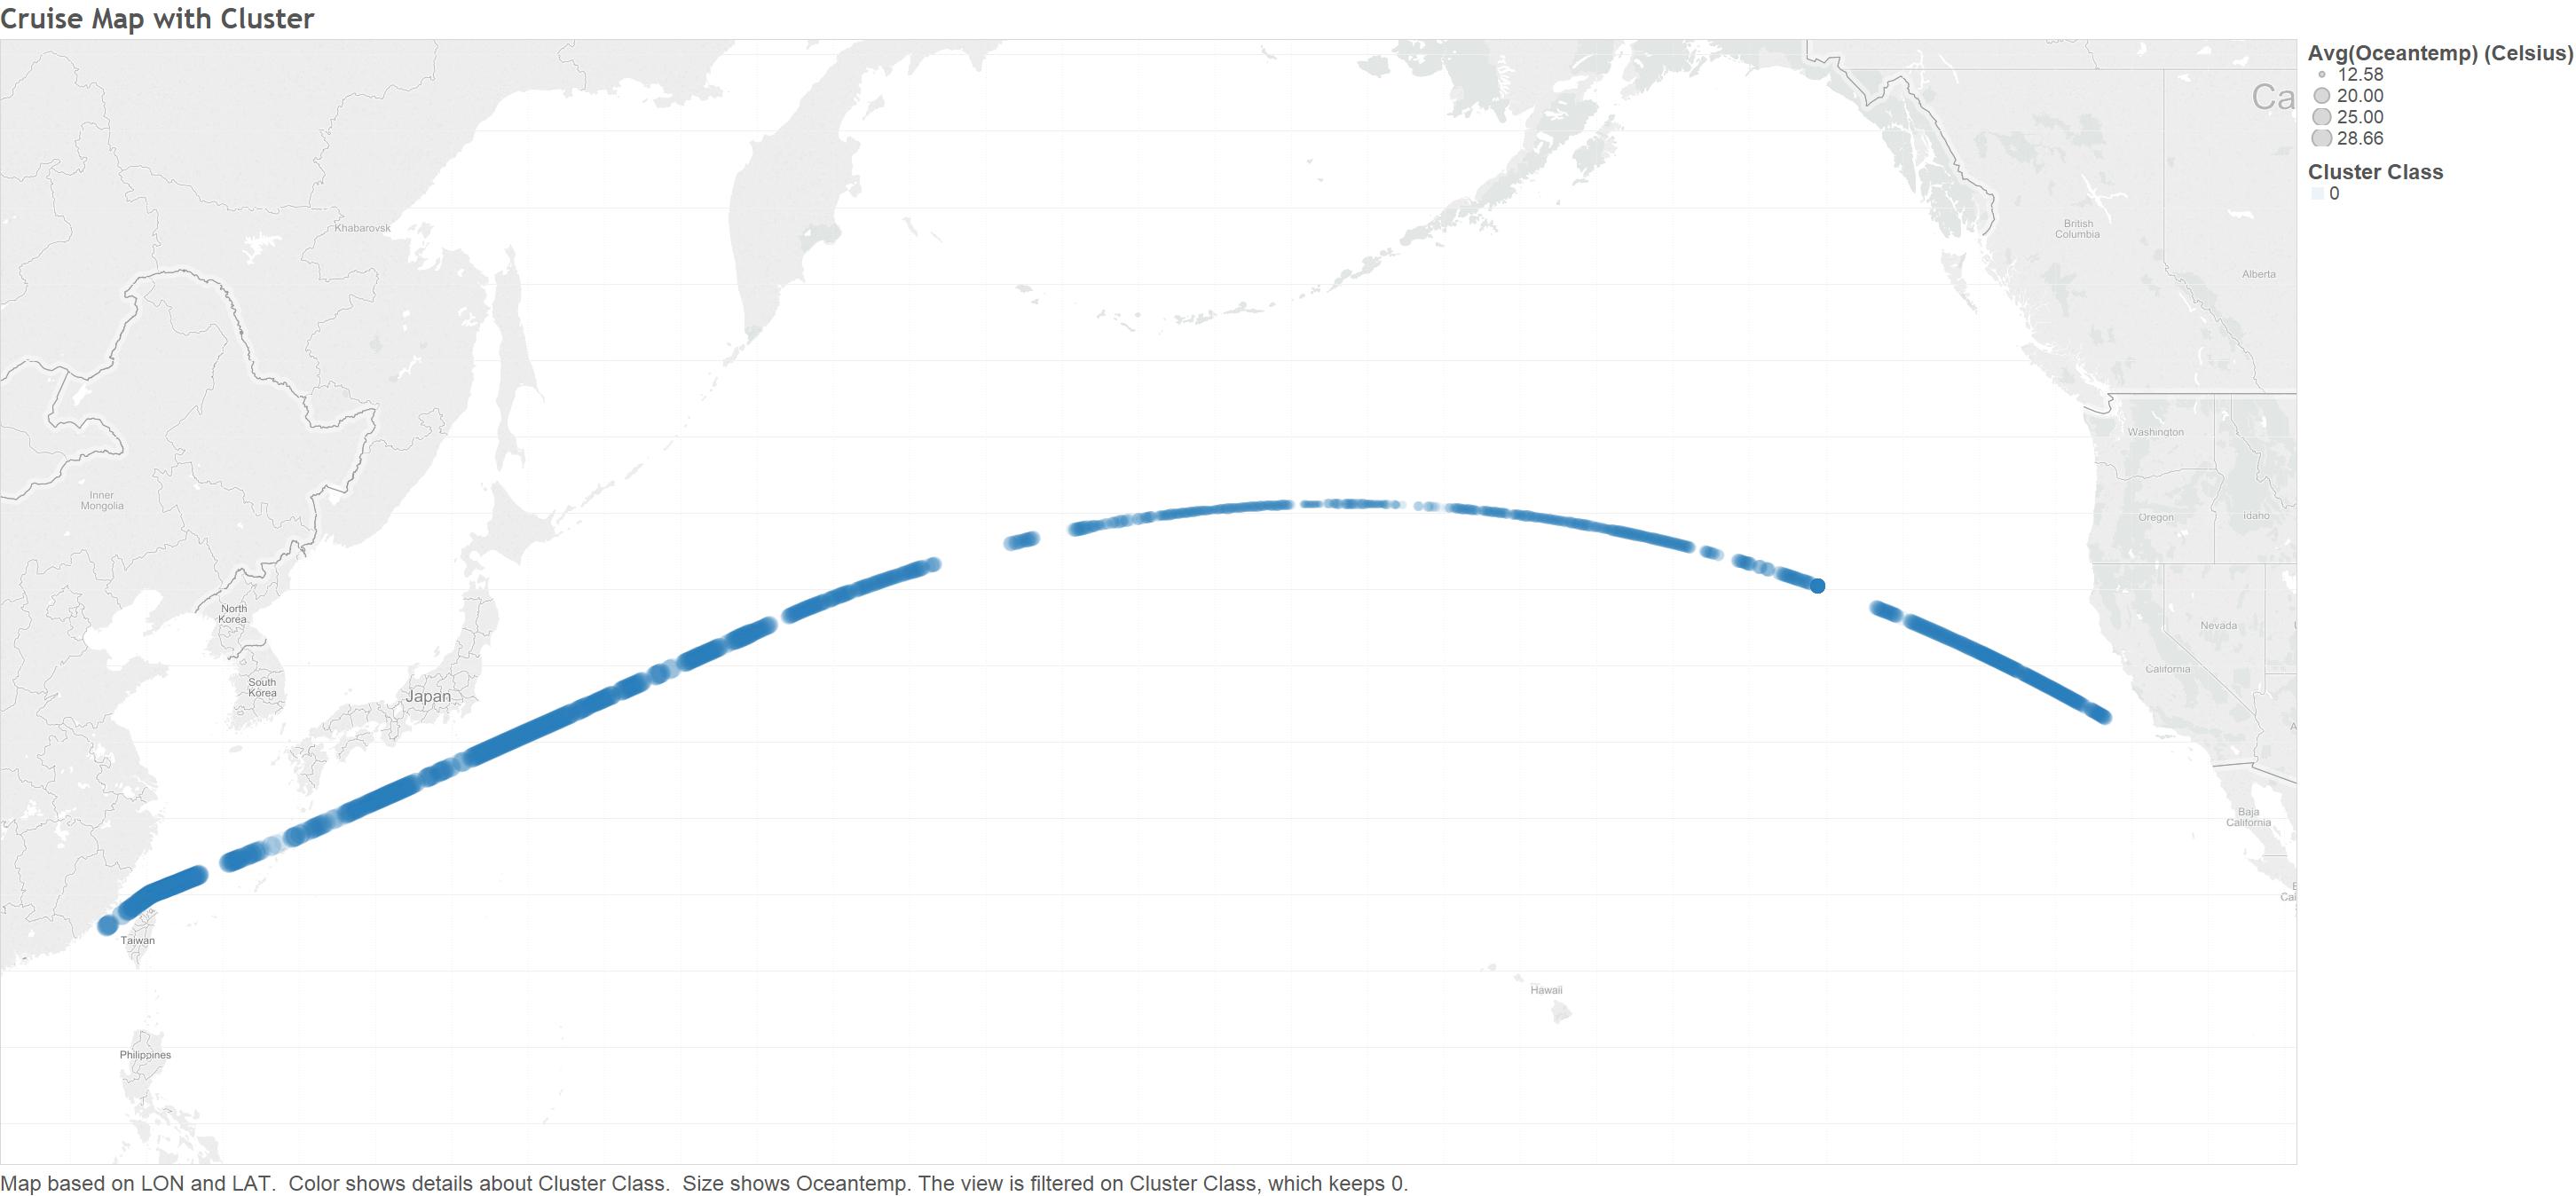 Cruise Map with Cluster
Avg(Oceantemp) (Celsius)
12.58
20.00
25.00
28.66
Cluster Class
0
Ca
Khabarovsk
British
Columbia
Alberta
Washington
Inner
Mongolia
Oregon
Idaho
North
Korea
Nevada
South
Korea
Japan
California
Baja
California
Taiwan
Hawaii
Philippines
Map based on LON and LAT.  Color shows details about Cluster Class.  Size shows Oceantemp. The view is filtered on Cluster Class, which keeps 0.